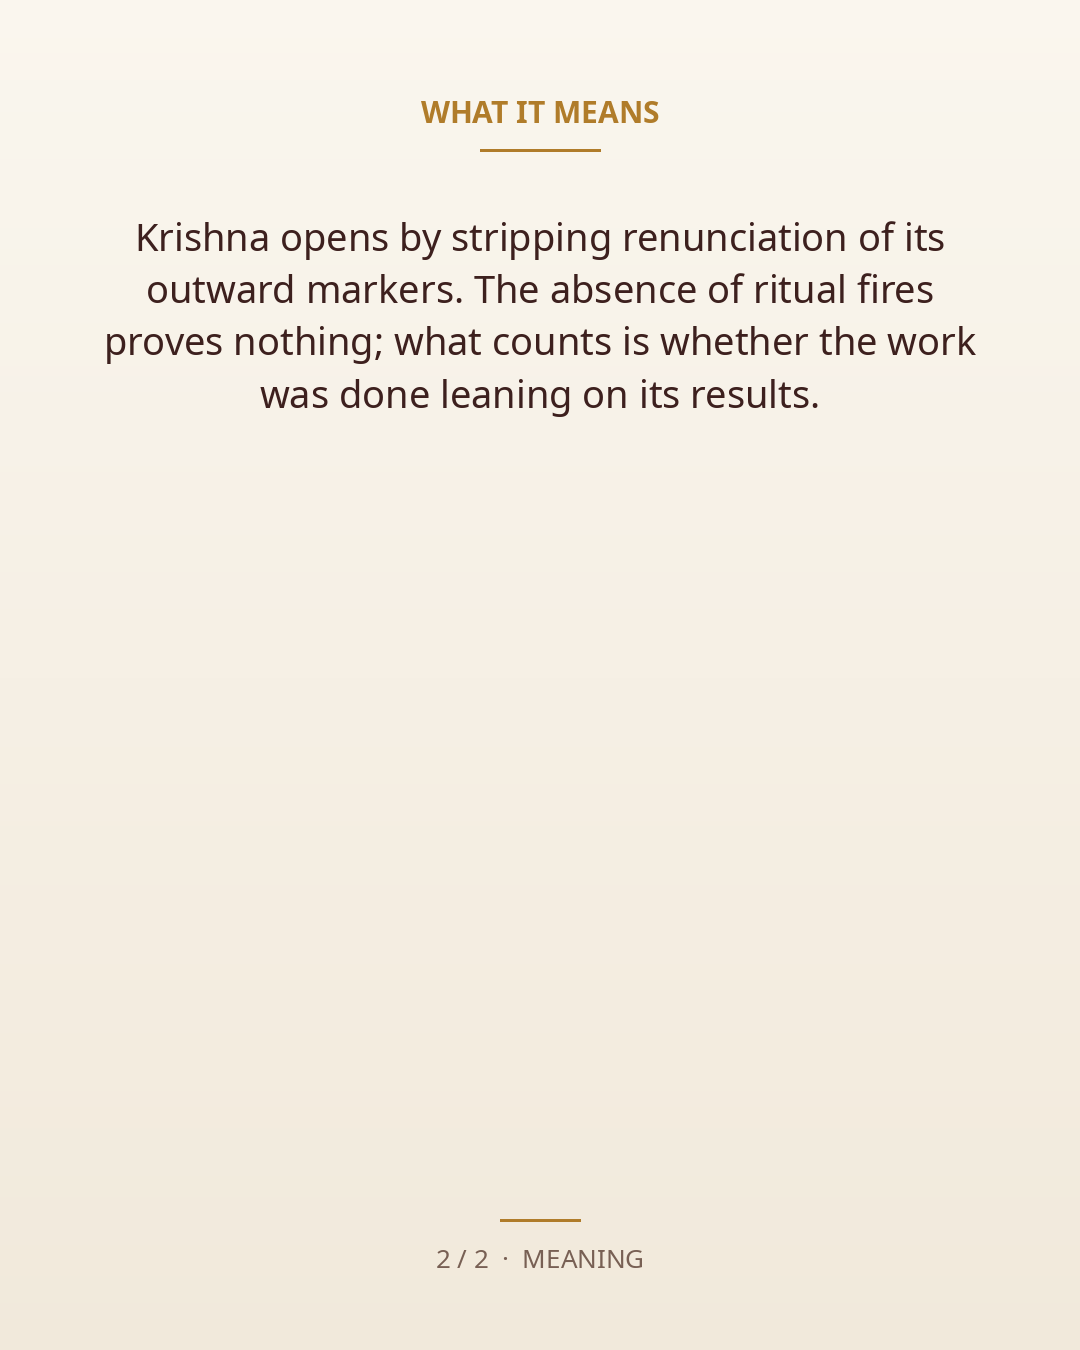 WHAT IT MEANS
Krishna opens by stripping renunciation of its
outward markers. The absence of ritual fires
proves nothing; what counts is whether the work
was done leaning on its results.
2 / 2 · MEANING